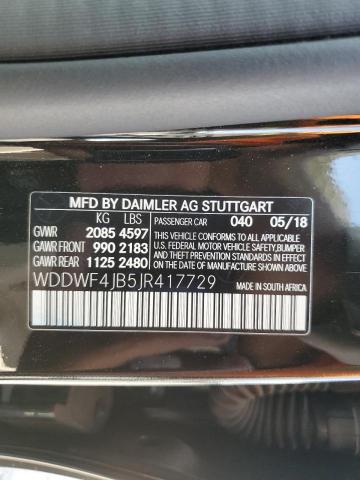 MFD BY DAIMLER AG STUTTGART
KG LBS PASSENGER CAR 040 05/18
GVWR 2085 4597 THIS VEHICLE CONFORMS TO ALL APPLICABLE
GAWR FRONT 990 2183 U.S. FEDERAL MOTOR VEHICLE SAFETY, BUMPER,
GAWR REAR 1125 2480 AND THEFT PREVENTION STANDARDS IN EFFECT ON THE DATE OF MANUFACTURE SHOWN ABOVE.
WDDWF4JB5JR417729 MADE IN SOUTH AFRICA